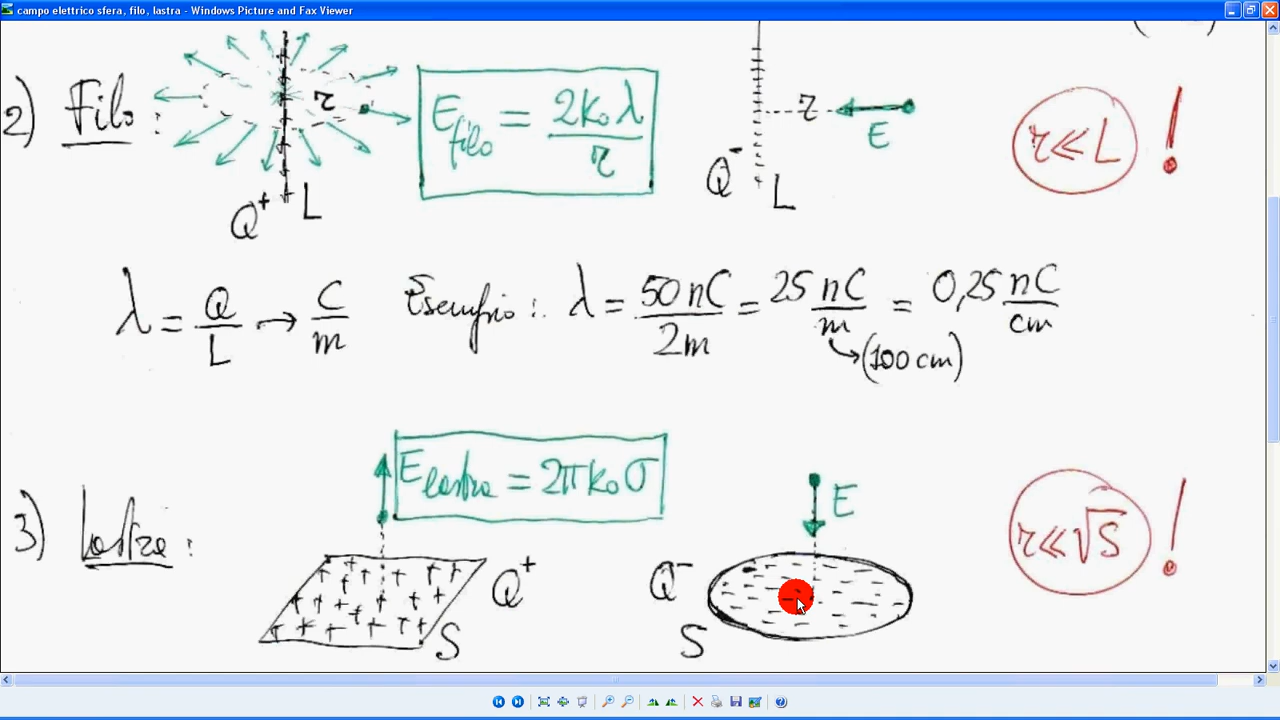 campo elettrico sfera, filo, lastra - Windows Picture and Fax Viewer
2) Filo:
r
Q⁺ L
E filo = 2k₀λ / r
r
E
Q⁻ L
r << L !
λ = Q/L → C/m
Esempio: λ = 50 nC / 2 m = 25 nC/m = 0,25 nC/cm
(100 cm)
3) Lastra:
E lastra = 2πk₀σ
Q⁺
S
E
Q⁻
S
r << √S !